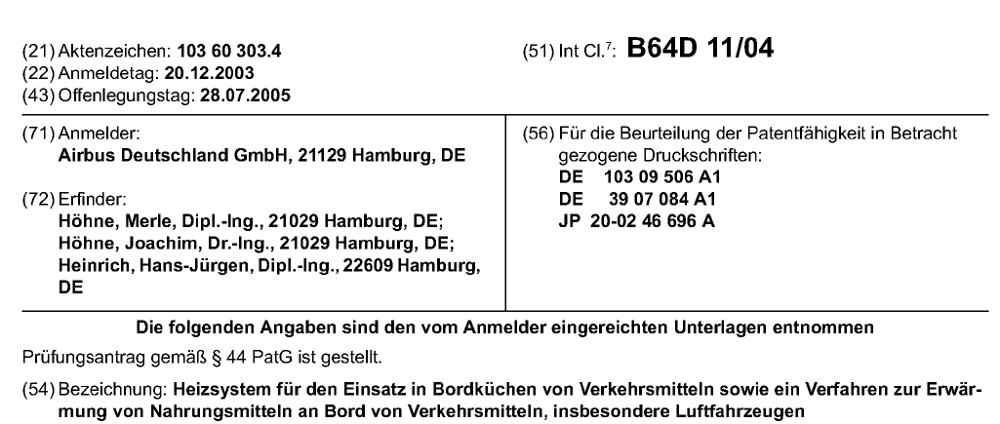 (21) Aktenzeichen: 103 60 303.4
(22) Anmeldetag: 20.12.2003
(43) Offenlegungstag: 28.07.2005
(51) Int Cl.7: B64D 11/04
(71) Anmelder:
Airbus Deutschland GmbH, 21129 Hamburg, DE
(72) Erfinder:
Höhne, Merle, Dipl.-Ing., 21029 Hamburg, DE;
Höhne, Joachim, Dr.-Ing., 21029 Hamburg, DE;
Heinrich, Hans-Jürgen, Dipl.-Ing., 22609 Hamburg,
DE
(56) Für die Beurteilung der Patentfähigkeit in Betracht
gezogene Druckschriften:
DE 103 09 506 A1
DE 39 07 084 A1
JP 20-02 46 696 A
Die folgenden Angaben sind den vom Anmelder eingereichten Unterlagen entnommen
Prüfungsantrag gemäß § 44 PatG ist gestellt.
(54) Bezeichnung: Heizsystem für den Einsatz in Bordküchen von Verkehrsmitteln sowie ein Verfahren zur Erwär-
mung von Nahrungsmitteln an Bord von Verkehrsmitteln, insbesondere Luftfahrzeugen